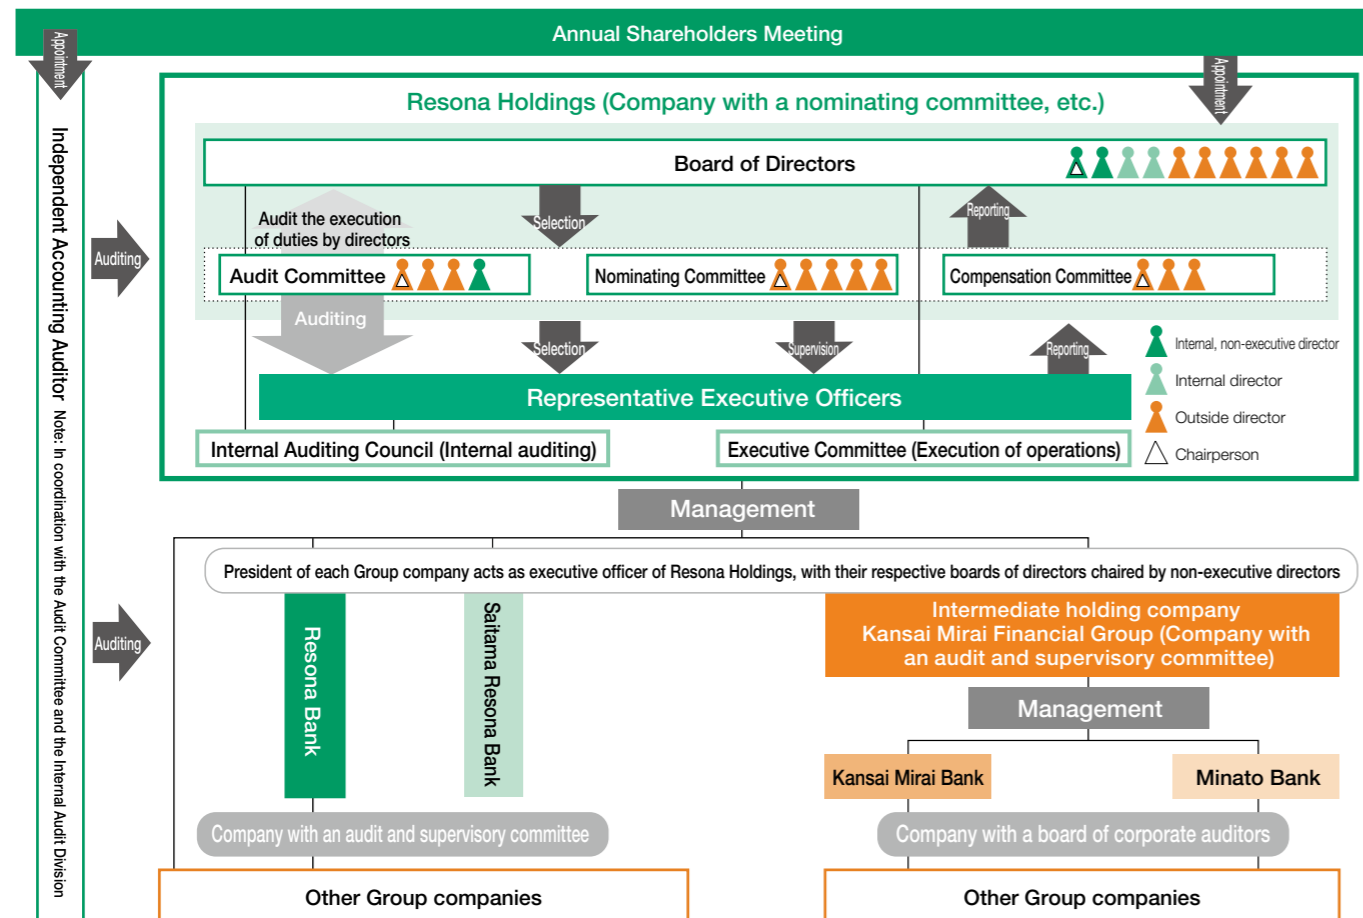 Annual Shareholders Meeting
Appointment
Appointment
Independent Accounting Auditor Note: In coordination with the Audit Committee and the Internal Audit Division
Resona Holdings (Company with a nominating committee, etc.)
Board of Directors
Audit the execution
of duties by directors
Selection
Reporting
Auditing
Audit Committee
Nominating Committee
Compensation Committee
Auditing
Selection
Supervision
Reporting
Internal, non-executive director
Internal director
Outside director
Chairperson
Representative Executive Officers
Internal Auditing Council (Internal auditing)
Executive Committee (Execution of operations)
Management
President of each Group company acts as executive officer of Resona Holdings, with their respective boards of directors chaired by non-executive directors
Auditing
Resona Bank
Saitama Resona Bank
Intermediate holding company
Kansai Mirai Financial Group (Company with
an audit and supervisory committee)
Management
Kansai Mirai Bank
Minato Bank
Company with an audit and supervisory committee
Company with a board of corporate auditors
Other Group companies
Other Group companies